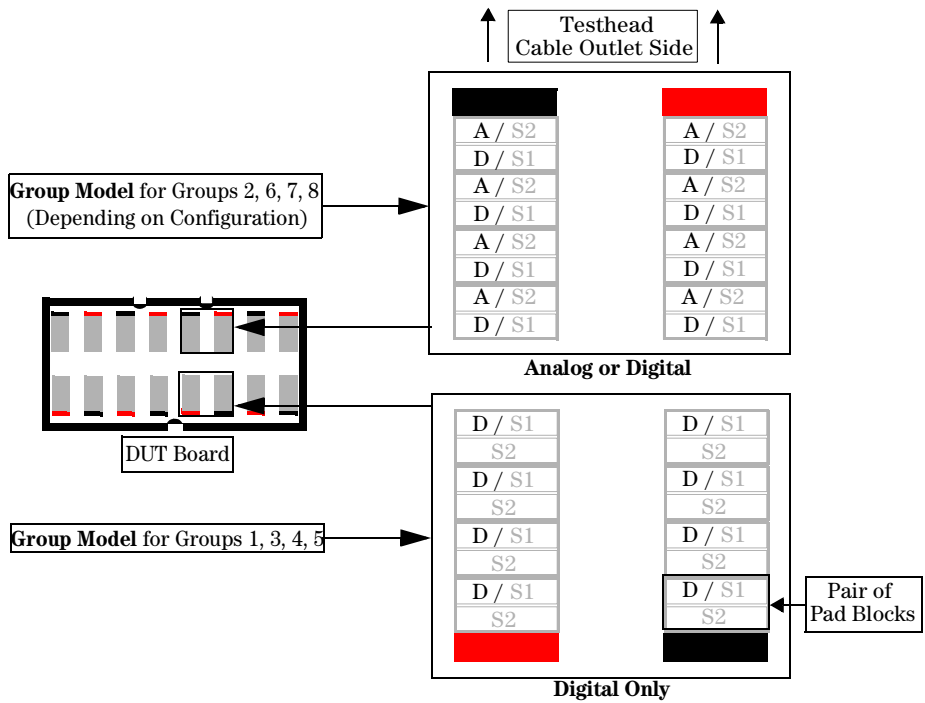 Testhead
Cable Outlet Side
A / S2
A / S2
D / S1
D / S1
A / S2
A / S2
D / S1
D / S1
A / S2
A / S2
D / S1
D / S1
A / S2
A / S2
D / S1
D / S1
Analog or Digital
Group Model for Groups 2, 6, 7, 8
(Depending on Configuration)
DUT Board
Group Model for Groups 1, 3, 4, 5
D / S1
D / S1
S2
S2
D / S1
D / S1
S2
S2
D / S1
D / S1
S2
S2
D / S1
D / S1
S2
S2
Pair of
Pad Blocks
Digital Only